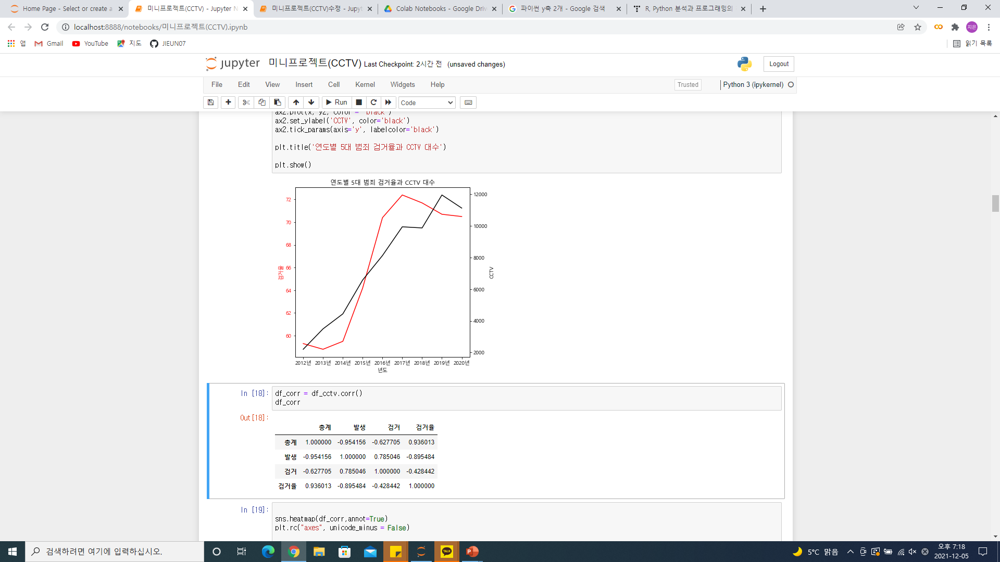 Home Page - Select or create a
미니프로젝트(CCTV) - Jupyter N
미니프로젝트(CCTV)수정 - Jupyt
Colab Notebooks - Google Driv
파이썬 y축 2개 - Google 검색
R, Python 분석과 프로그래밍의
localhost:8888/notebooks/미니프로젝트(CCTV).ipynb
지은
앱
Gmail
YouTube
지도
JIEUN07
읽기 목록
jupyter 미니프로젝트(CCTV) Last Checkpoint: 2시간 전 (unsaved changes)
Logout
File Edit View Insert Cell Kernel Widgets Help
Trusted
Python 3 (ipykernel)
Run
Code
ax2.plot(x, y2, color = 'black')
ax2.set_ylabel('CCTV', color='black')
ax2.tick_params(axis='y', labelcolor='black')
plt.title('연도별 5대 범죄 검거율과 CCTV 대수')
plt.show()
연도별 5대 범죄 검거율과 CCTV 대수
72
70
68
66
64
62
60
검거율
12000
10000
8000
6000
4000
2000
CCTV
2012년 2013년 2014년 2015년 2016년 2017년 2018년 2019년 2020년
년도
In [18]:
df_corr = df_cctv.corr()
df_corr
Out[18]:
총계 발생 검거 검거율
총계 1.000000 -0.954156 -0.627705 0.936013
발생 -0.954156 1.000000 0.785046 -0.895484
검거 -0.627705 0.785046 1.000000 -0.428442
검거율 0.936013 -0.895484 -0.428442 1.000000
In [19]:
sns.heatmap(df_corr,annot=True)
plt.rc("axes", unicode_minus = False)
검색하려면 여기에 입력하십시오.
TALK
P
5°C 맑음
오후 7:18
2021-12-05